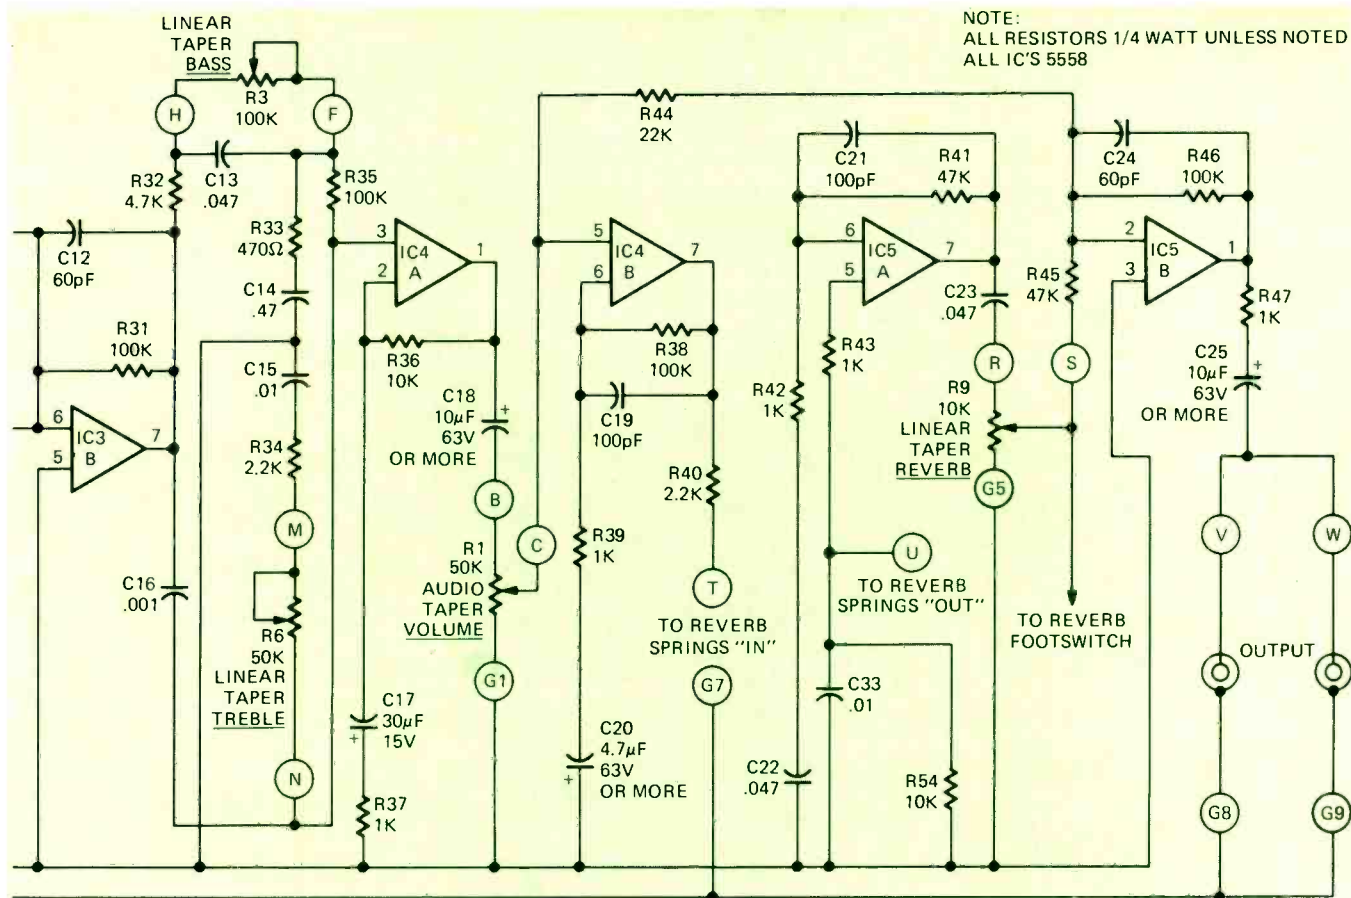 LINEAR
TAPER
BASS
NOTE:
ALL RESISTORS 1/4 WATT UNLESS NOTED
ALL IC'S 5558
R3
100K
H
F
R44
22K
C21
100pF
R41
47K
C24
60pF
R46
100K
R32
4.7K
C13
.047
R35
100K
C12
60pF
R33
470Ω
3
2
IC4
A
1
5
6
IC4
B
7
6
5
IC5
A
7
2
3
IC5
B
1
C14
.47
R45
47K
R47
1K
C23
.047
R31
100K
C15
.01
R36
10K
R38
100K
R43
1K
R
S
C25
10µF
63V
OR MORE
+
C18
10µF
63V
OR MORE
+
C19
100pF
R42
1K
R9
10K
LINEAR
TAPER
REVERB
6
5
IC3
B
7
R34
2.2K
R40
2.2K
G5
B
M
C
R39
1K
V
W
R1
50K
AUDIO
TAPER
VOLUME
U
TO REVERB
SPRINGS "OUT"
C16
.001
T
TO REVERB
SPRINGS "IN"
TO REVERB
FOOTSWITCH
R6
50K
LINEAR
TAPER
TREBLE
OUTPUT
G1
G7
C33
.01
C17
30µF
15V
+
C20
4.7µF
63V
OR MORE
+
C22
.047
N
R54
10K
R37
1K
G8
G9